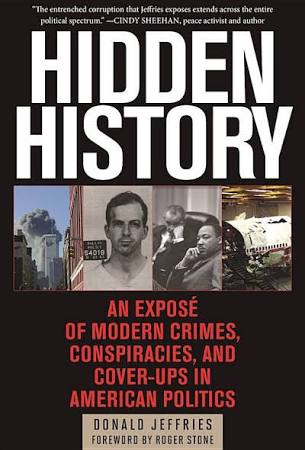 "The entrenched corruption that Jeffries exposes extends across the entire
political spectrum." —CINDY SHEEHAN, peace activist and author
HIDDEN
HISTORY
AN EXPOSÉ
OF MODERN CRIMES,
CONSPIRACIES, AND
COVER-UPS IN
AMERICAN POLITICS
DONALD JEFFRIES
FOREWORD BY ROGER STONE